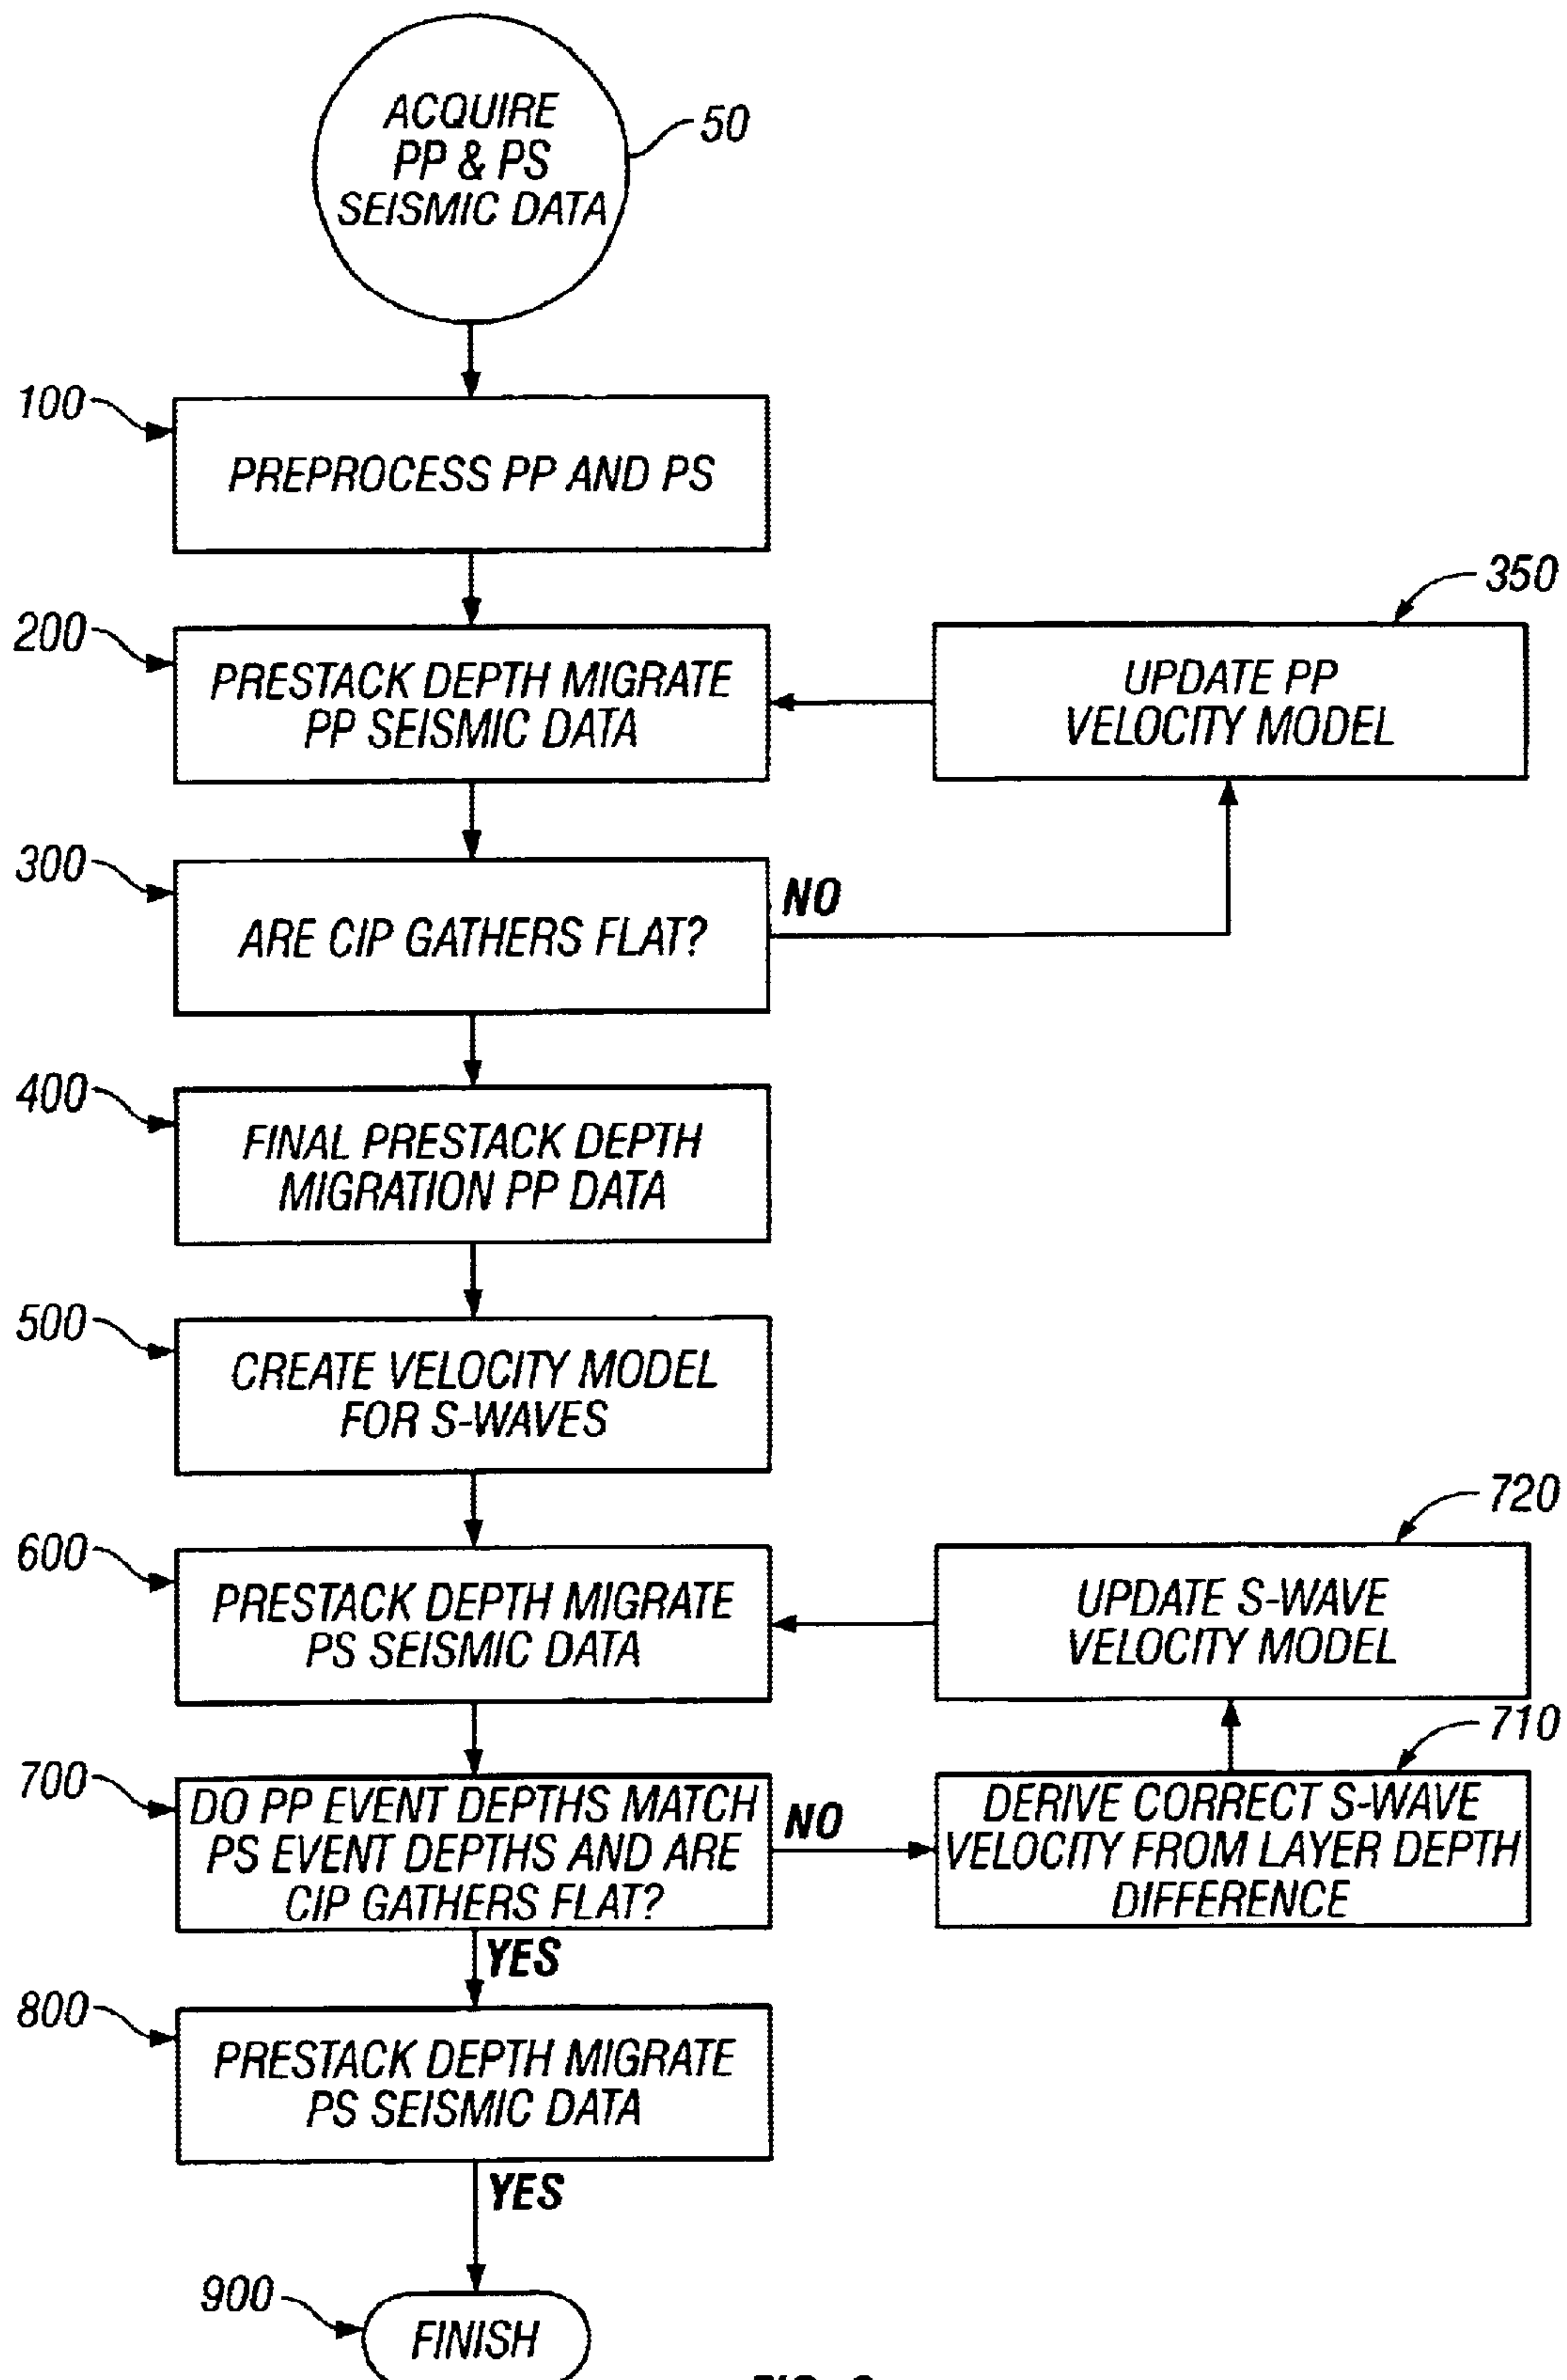 ACQUIRE
PP & PS
SEISMIC DATA
50
100
PREPROCESS PP AND PS
350
200
PRESTACK DEPTH MIGRATE
PP SEISMIC DATA
UPDATE PP
VELOCITY MODEL
300
ARE CIP GATHERS FLAT?
NO
400
FINAL PRESTACK DEPTH
MIGRATION PP DATA
500
CREATE VELOCITY MODEL
FOR S-WAVES
720
600
PRESTACK DEPTH MIGRATE
PS SEISMIC DATA
UPDATE S-WAVE
VELOCITY MODEL
710
700
DO PP EVENT DEPTHS MATCH
PS EVENT DEPTHS AND ARE
CIP GATHERS FLAT?
NO
DERIVE CORRECT S-WAVE
VELOCITY FROM LAYER DEPTH
DIFFERENCE
YES
800
PRESTACK DEPTH MIGRATE
PS SEISMIC DATA
YES
900
FINISH